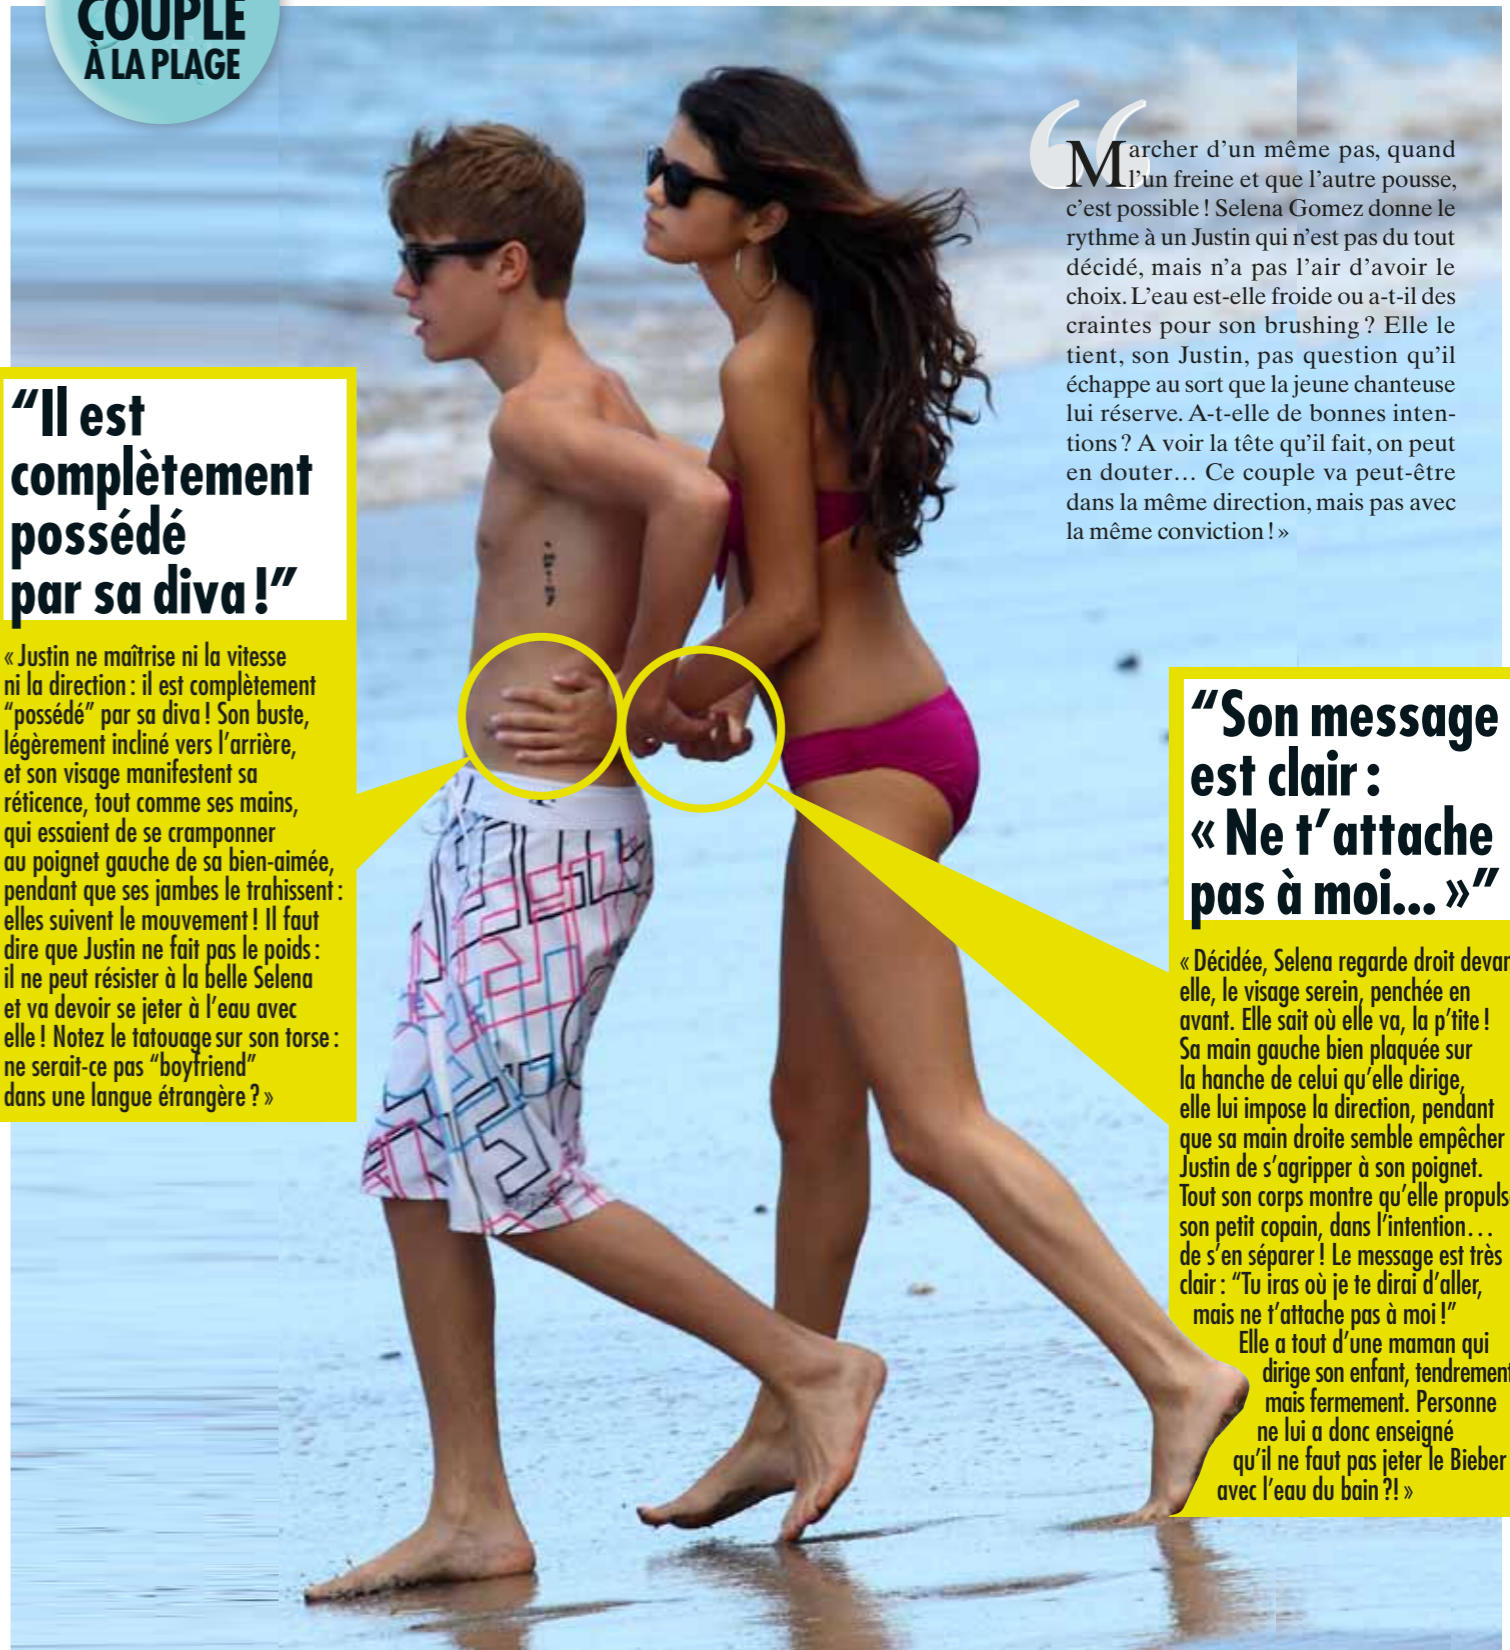 COUPLE
À LA PLAGE
“Marcher d’un même pas, quand
l’un freine et que l’autre pousse,
c’est possible ! Selena Gomez donne le
rythme à un Justin qui n’est pas du tout
décidé, mais n’a pas l’air d’avoir le
choix. L’eau est-elle froide ou a-t-il des
craintes pour son brushing ? Elle le
tient, son Justin, pas question qu’il
échappe au sort que la jeune chanteuse
lui réserve. A-t-elle de bonnes inten-
tions ? A voir la tête qu’il fait, on peut
en douter… Ce couple va peut-être
dans la même direction, mais pas avec
la même conviction ! »
“Il est
complètement
possédé
par sa diva !”
« Justin ne maîtrise ni la vitesse
ni la direction : il est complètement
“possédé” par sa diva ! Son buste,
légèrement incliné vers l’arrière,
et son visage manifestent sa
réticence, tout comme ses mains,
qui essaient de se cramponner
au poignet gauche de sa bien-aimée,
pendant que ses jambes le trahissent :
elles suivent le mouvement ! Il faut
dire que Justin ne fait pas le poids :
il ne peut résister à la belle Selena
et va devoir se jeter à l’eau avec
elle ! Notez le tatouage sur son torse :
ne serait-ce pas “boyfriend”
dans une langue étrangère ? »
“Son message
est clair :
« Ne t’attache
pas à moi... »”
« Décidée, Selena regarde droit devan
elle, le visage serein, penchée en
avant. Elle sait où elle va, la p’tite !
Sa main gauche bien plaquée sur
la hanche de celui qu’elle dirige,
elle lui impose la direction, pendant
que sa main droite semble empêcher
Justin de s’agripper à son poignet.
Tout son corps montre qu’elle propuls
son petit copain, dans l’intention…
de s’en séparer ! Le message est très
clair : “Tu iras où je te dirai d’aller,
mais ne t’attache pas à moi !”
Elle a tout d’une maman qui
dirige son enfant, tendrement
mais fermement. Personne
ne lui a donc enseigné
qu’il ne faut pas jeter le Bieber
avec l’eau du bain ?! »